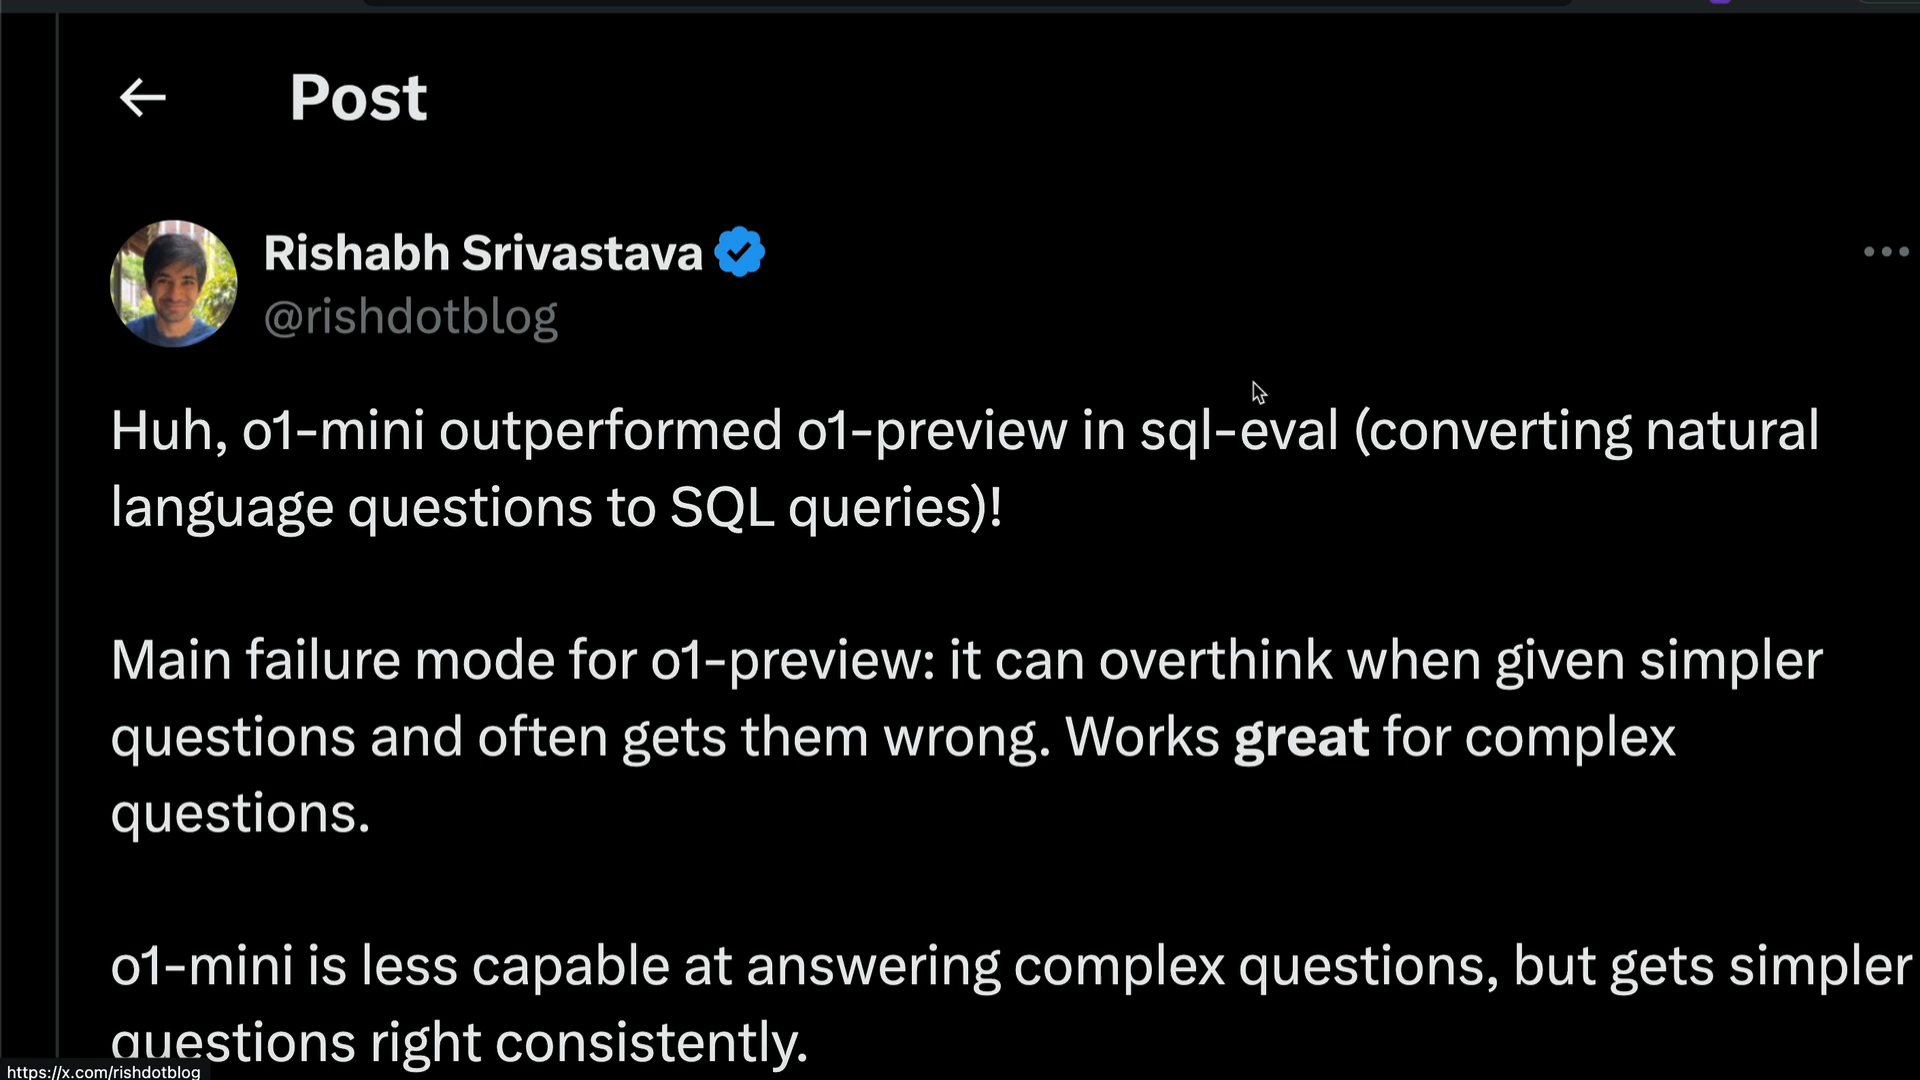 Post
Rishabh Srivastava
@rishdotblog
Huh, o1-mini outperformed o1-preview in sql-eval (converting natural
language questions to SQL queries)!
Main failure mode for o1-preview: it can overthink when given simpler
questions and often gets them wrong. Works great for complex
questions.
o1-mini is less capable at answering complex questions, but gets simpler
questions right consistently.
https://x.com/rishdotblog